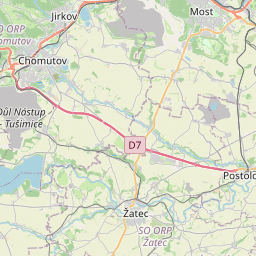 Jirkov
Most
SO ORP
Chomutov
Chomutov
Důl Nástup
- Tušimice
D7
Postolo
Žatec
SO ORP
Žatec